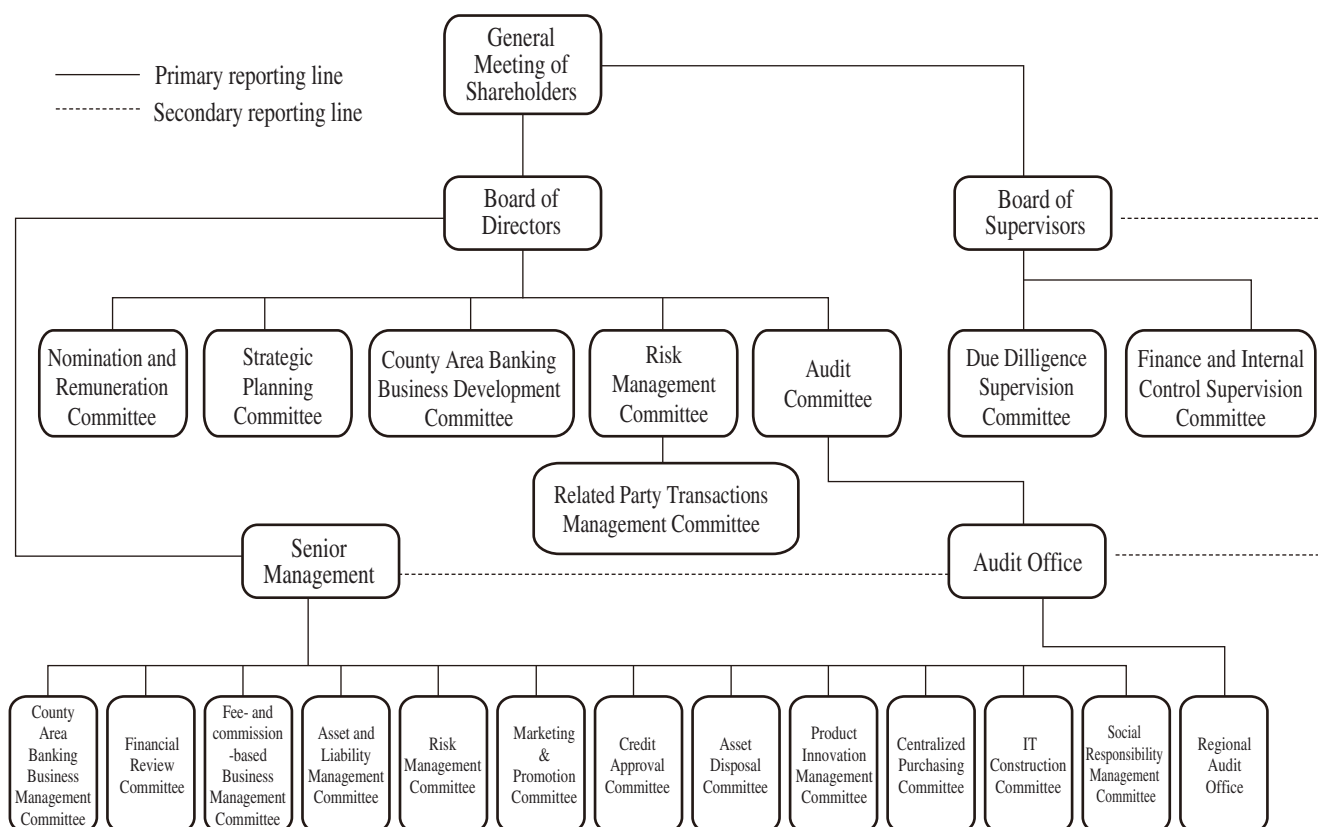 General
Meeting of
Shareholders
Primary reporting line
Secondary reporting line
Board of
Directors
Board of
Supervisors
Nomination and
Remuneration
Committee
Strategic
Planning
Committee
County Area Banking
Business Development
Committee
Risk
Management
Committee
Audit
Committee
Due Dilligence
Supervision
Committee
Finance and Internal
Control Supervision
Committee
Related Party Transactions
Management Committee
Senior
Management
Audit Office
County
Area
Banking
Business
Management
Committee
Financial
Review
Committee
Fee- and
commission
-based
Business
Management
Committee
Asset and
Liability
Management
Committee
Risk
Management
Committee
Marketing
&
Promotion
Committee
Credit
Approval
Committee
Asset
Disposal
Committee
Product
Innovation
Management
Committee
Centralized
Purchasing
Committee
IT
Construction
Committee
Social
Responsibility
Management
Committee
Regional
Audit
Office